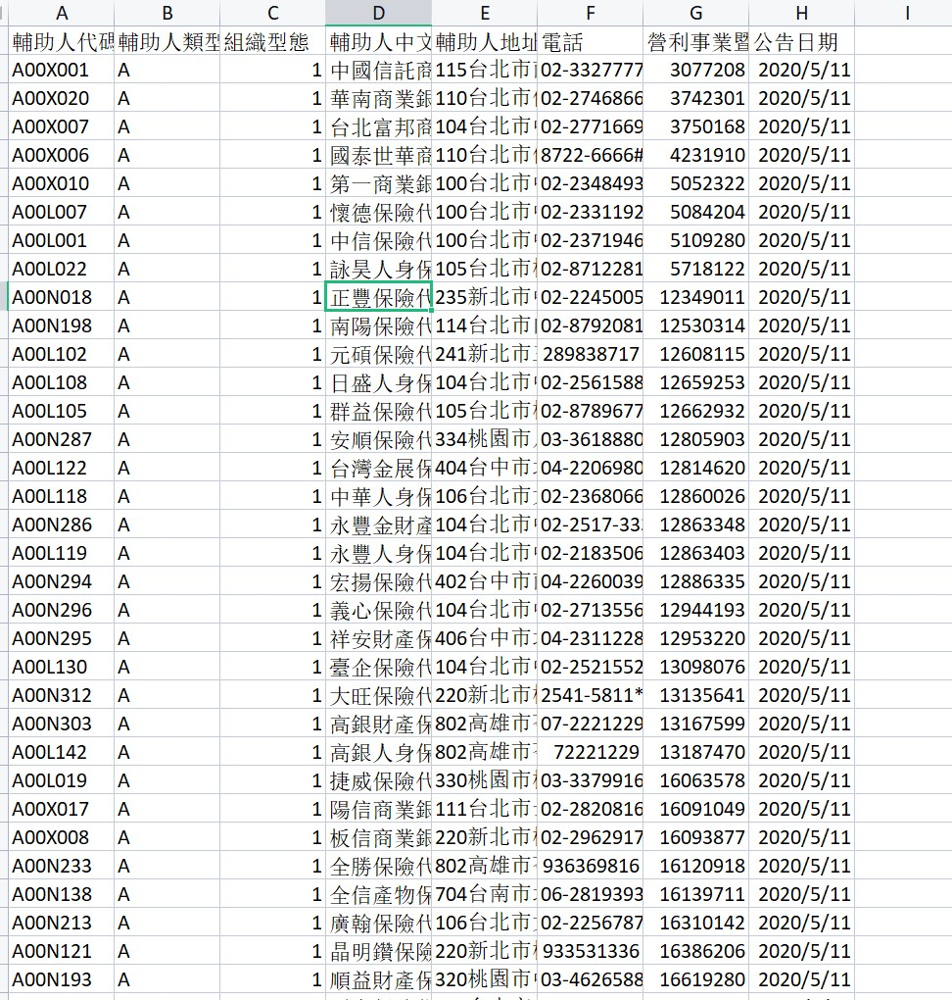 A B C D E F G H I
輔助人代碼 輔助人類型 組織型態 輔助人中文 輔助人地址 電話 營利事業暨 公告日期
A00X001 A 1 中國信託商 115台北市 02-3327777 3077208 2020/5/11
A00X020 A 1 華南商業銀 110台北市 02-2746866 3742301 2020/5/11
A00X007 A 1 台北富邦商 104台北市 02-2771669 3750168 2020/5/11
A00X006 A 1 國泰世華商 110台北市 8722-6666# 4231910 2020/5/11
A00X010 A 1 第一商業銀 100台北市 02-2348493 5052322 2020/5/11
A00L007 A 1 懷德保險代 100台北市 02-2331192 5084204 2020/5/11
A00L001 A 1 中信保險代 100台北市 02-2371946 5109280 2020/5/11
A00L022 A 1 詠昊人身保 105台北市 02-8712281 5718122 2020/5/11
A00N018 A 1 正豐保險代 235新北市 02-2245005 12349011 2020/5/11
A00N198 A 1 南陽保險代 114台北市 02-8792081 12530314 2020/5/11
A00L102 A 1 元碩保險代 241新北市 289838717 12608115 2020/5/11
A00L108 A 1 日盛人身保 104台北市 02-2561588 12659253 2020/5/11
A00L105 A 1 群益保險代 105台北市 02-8789677 12662932 2020/5/11
A00N287 A 1 安順保險代 334桃園市 03-3618880 12805903 2020/5/11
A00L122 A 1 台灣金展保 404台中市 04-2206980 12814620 2020/5/11
A00L118 A 1 中華人身保 106台北市 02-2368066 12860026 2020/5/11
A00N286 A 1 永豐金財產 104台北市 02-2517-33 12863348 2020/5/11
A00L119 A 1 永豐人身保 104台北市 02-2183506 12863403 2020/5/11
A00N294 A 1 宏揚保險代 402台中市 04-2260039 12886335 2020/5/11
A00N296 A 1 義心保險代 104台北市 02-2713556 12944193 2020/5/11
A00N295 A 1 祥安財產保 406台中市 04-2311228 12953220 2020/5/11
A00L130 A 1 臺企保險代 104台北市 02-2521552 13098076 2020/5/11
A00N312 A 1 大旺保險代 220新北市 2541-5811* 13135641 2020/5/11
A00N303 A 1 高銀財產保 802高雄市 07-2221229 13167599 2020/5/11
A00L142 A 1 高銀人身保 802高雄市 72221229 13187470 2020/5/11
A00L019 A 1 捷威保險代 330桃園市 03-3379916 16063578 2020/5/11
A00X017 A 1 陽信商業銀 111台北市 02-2820816 16091049 2020/5/11
A00X008 A 1 板信商業銀 220新北市 02-2962917 16093877 2020/5/11
A00N233 A 1 全勝保險代 802高雄市 936369816 16120918 2020/5/11
A00N138 A 1 全信產物保 704台南市 06-2819393 16139711 2020/5/11
A00N213 A 1 廣翰保險代 106台北市 02-2256787 16310142 2020/5/11
A00N121 A 1 晶明鑽保險 220新北市 933531336 16386206 2020/5/11
A00N193 A 1 順益財產保 320桃園市 03-4626588 16619280 2020/5/11